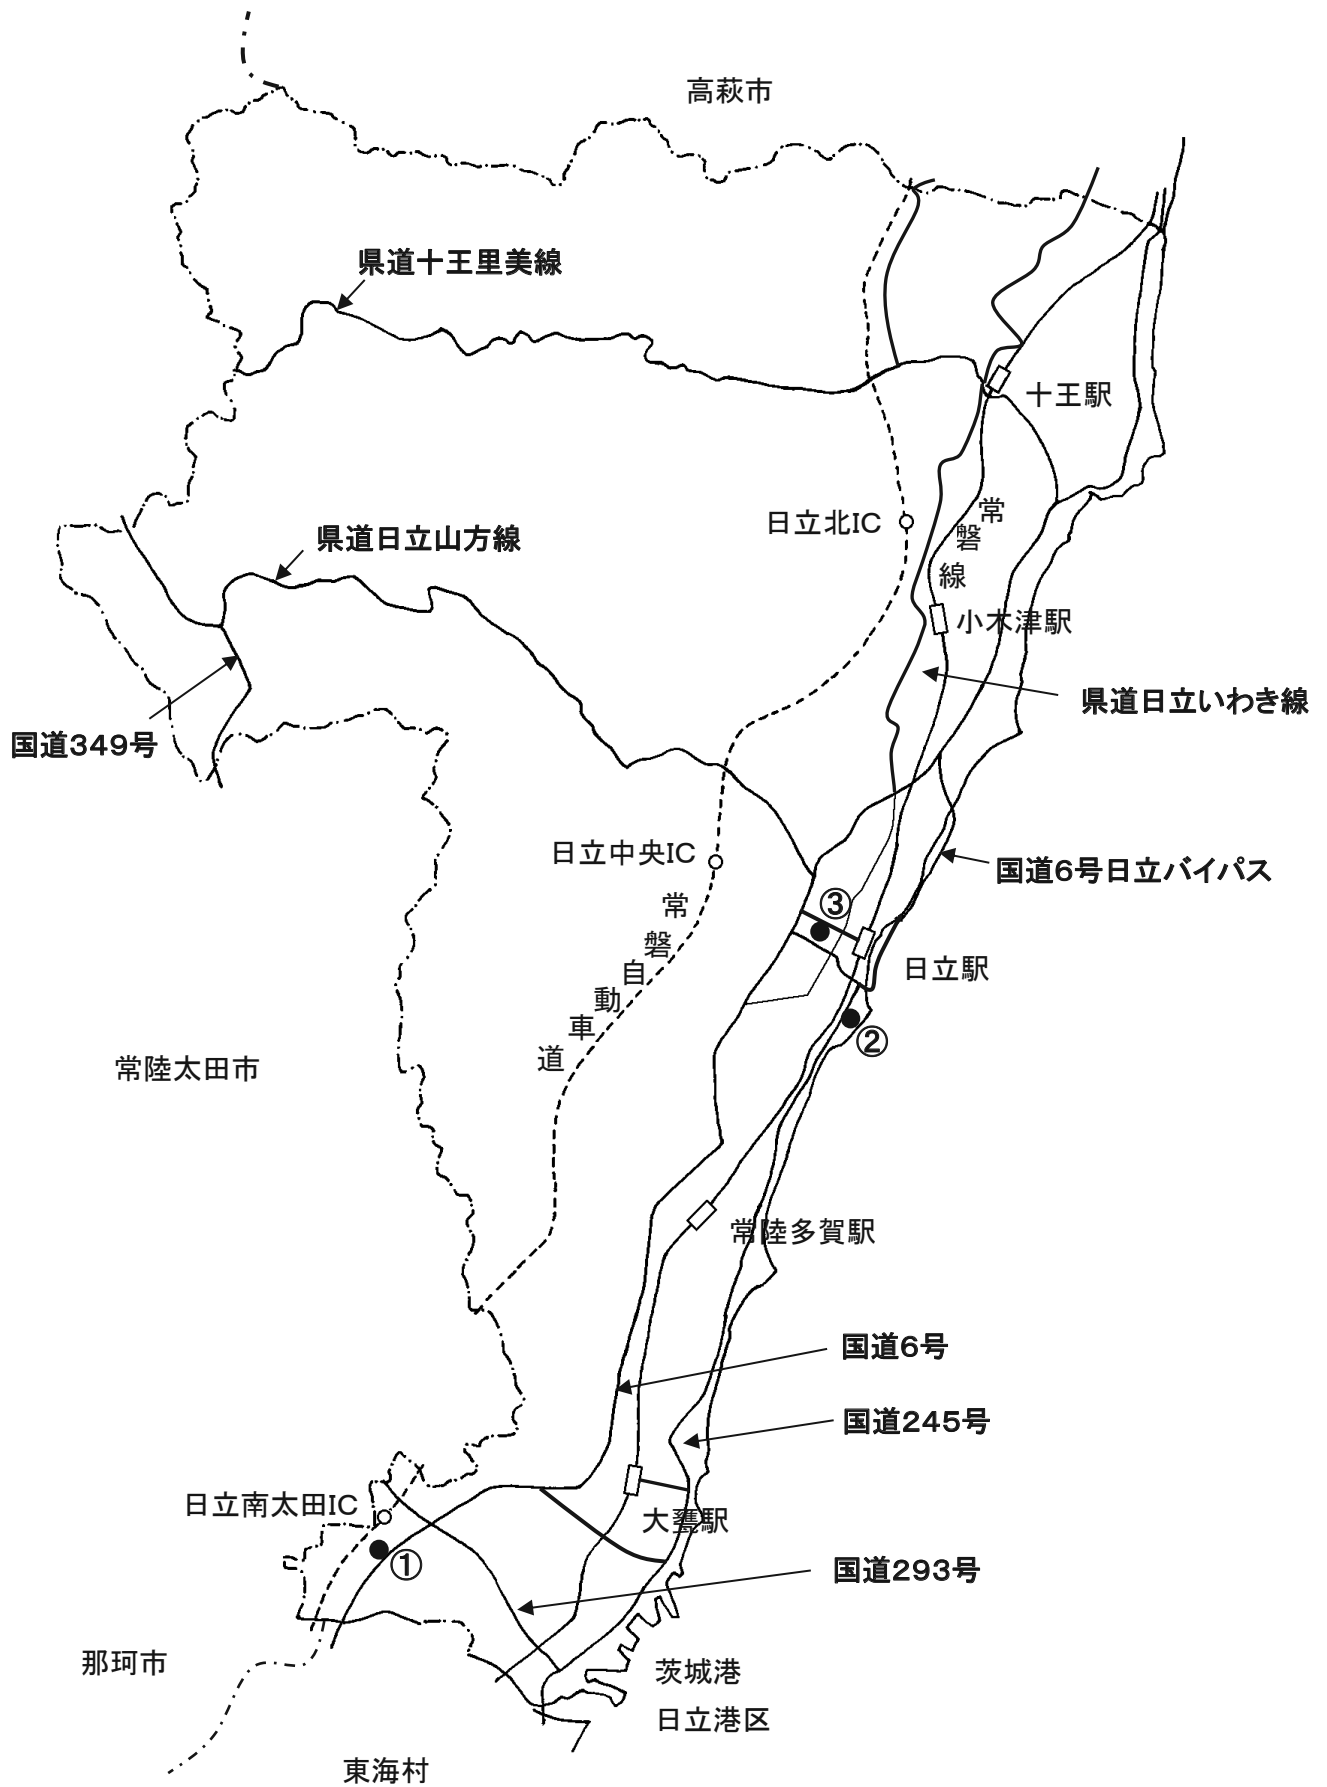 高萩市
県道十王里美線
十王駅
日立北IC
常磐線
県道日立山方線
小木津駅
県道日立いわき線
国道349号
日立中央IC
国道6号日立バイパス
③
常磐自動車道
日立駅
②
常陸太田市
常陸多賀駅
国道6号
国道245号
日立南太田IC
大甕駅
①
国道293号
那珂市
茨城港
日立港区
東海村